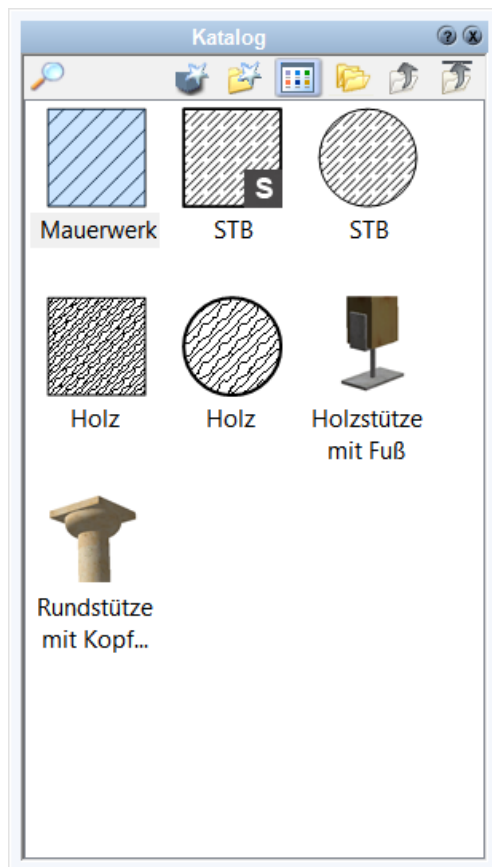 Katalog
Mauerwerk
S
STB
STB
Holz
Holz
Holzstütze
mit Fuß
Rundstütze
mit Kopf...